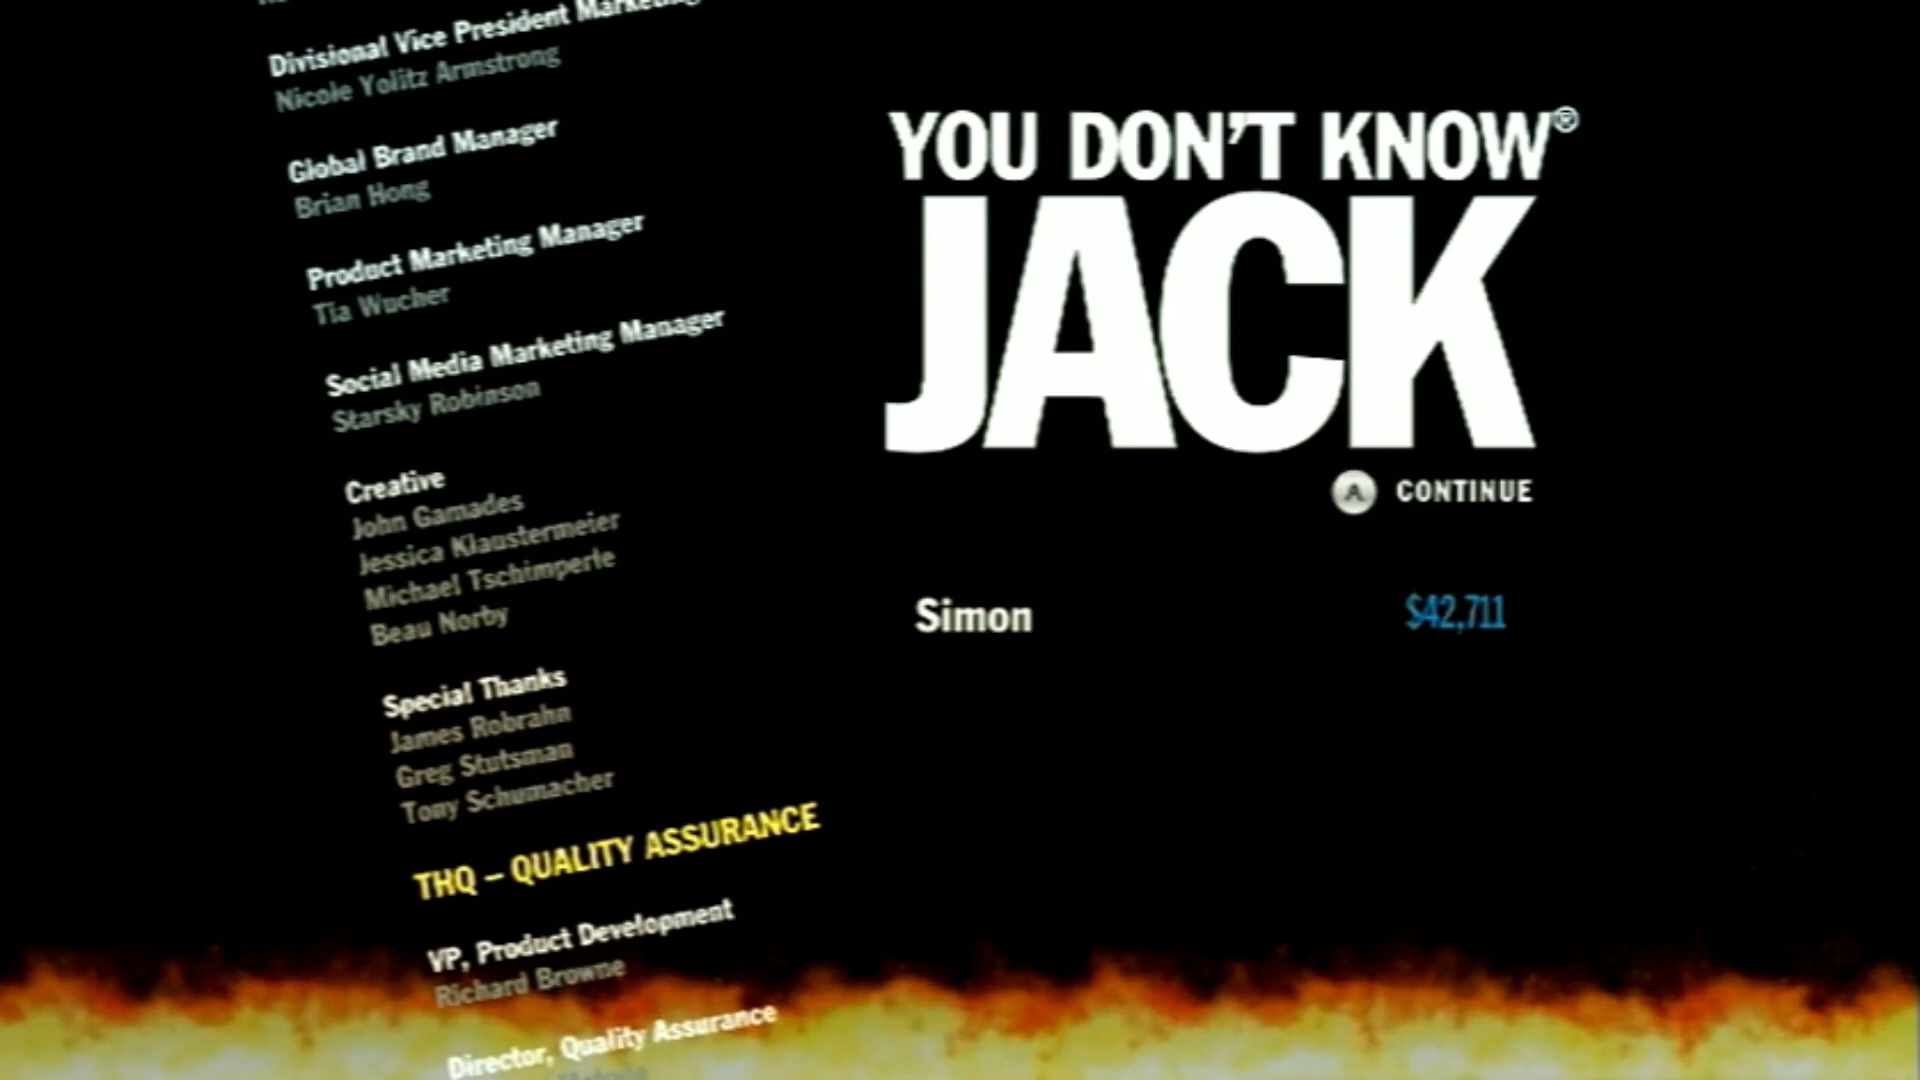 Divisional Vice President Marketing
Nicole Yolitz Armstrong
Global Brand Manager
Brian Hong
Product Marketing Manager
Tia Wucher
Social Media Marketing Manager
Starsky Robinson
Creative
John Gamades
Jessica Klaustermeier
Michael Tschimperle
Beau Norby
Special Thanks
James Robrahn
Greg Stutsman
Tony Schumacher
THQ – QUALITY ASSURANCE
VP, Product Development
Richard Browne
Director, Quality Assurance
YOU DON'T KNOW®
JACK
A CONTINUE
Simon $42,711